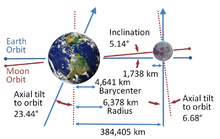 Inclination
5.14°
Earth
Orbit
Moon
Orbit
1,738 km
4,641 km
Barycenter
Axial tilt
to orbit
23.44°
6,378 km
Radius
Axial tilt
to orbit
6.68°
384,405 km